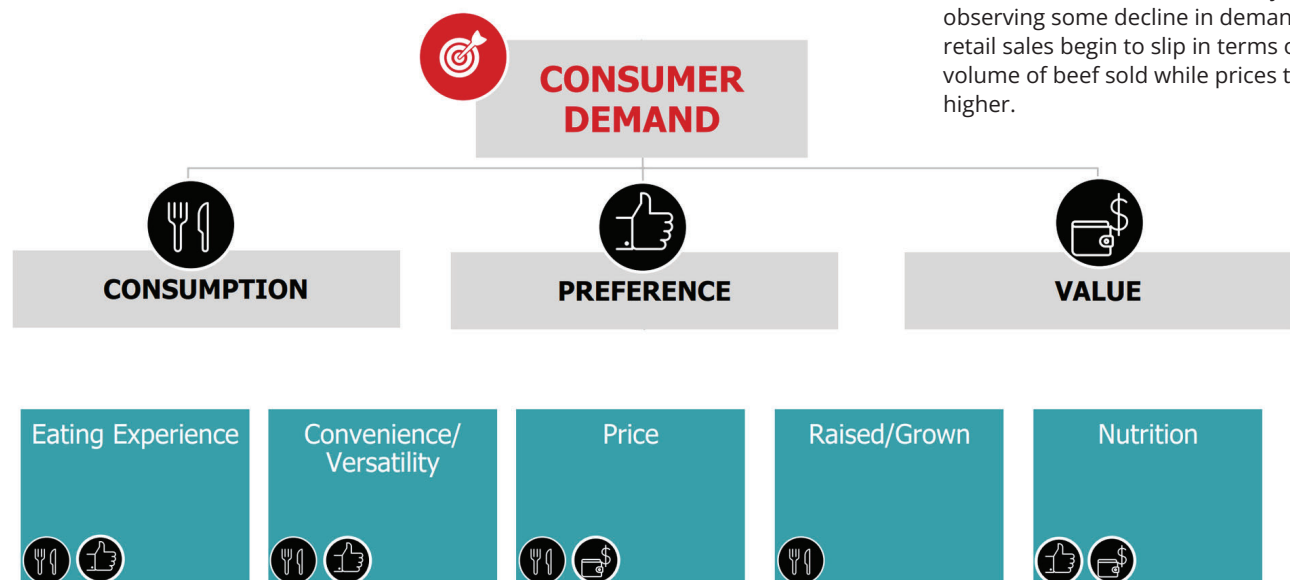 observing some decline in deman
retail sales begin to slip in terms
volume of beef sold while prices
higher.
CONSUMER
DEMAND
CONSUMPTION
PREFERENCE
VALUE
Eating Experience
Convenience/
Versatility
Price
Raised/Grown
Nutrition